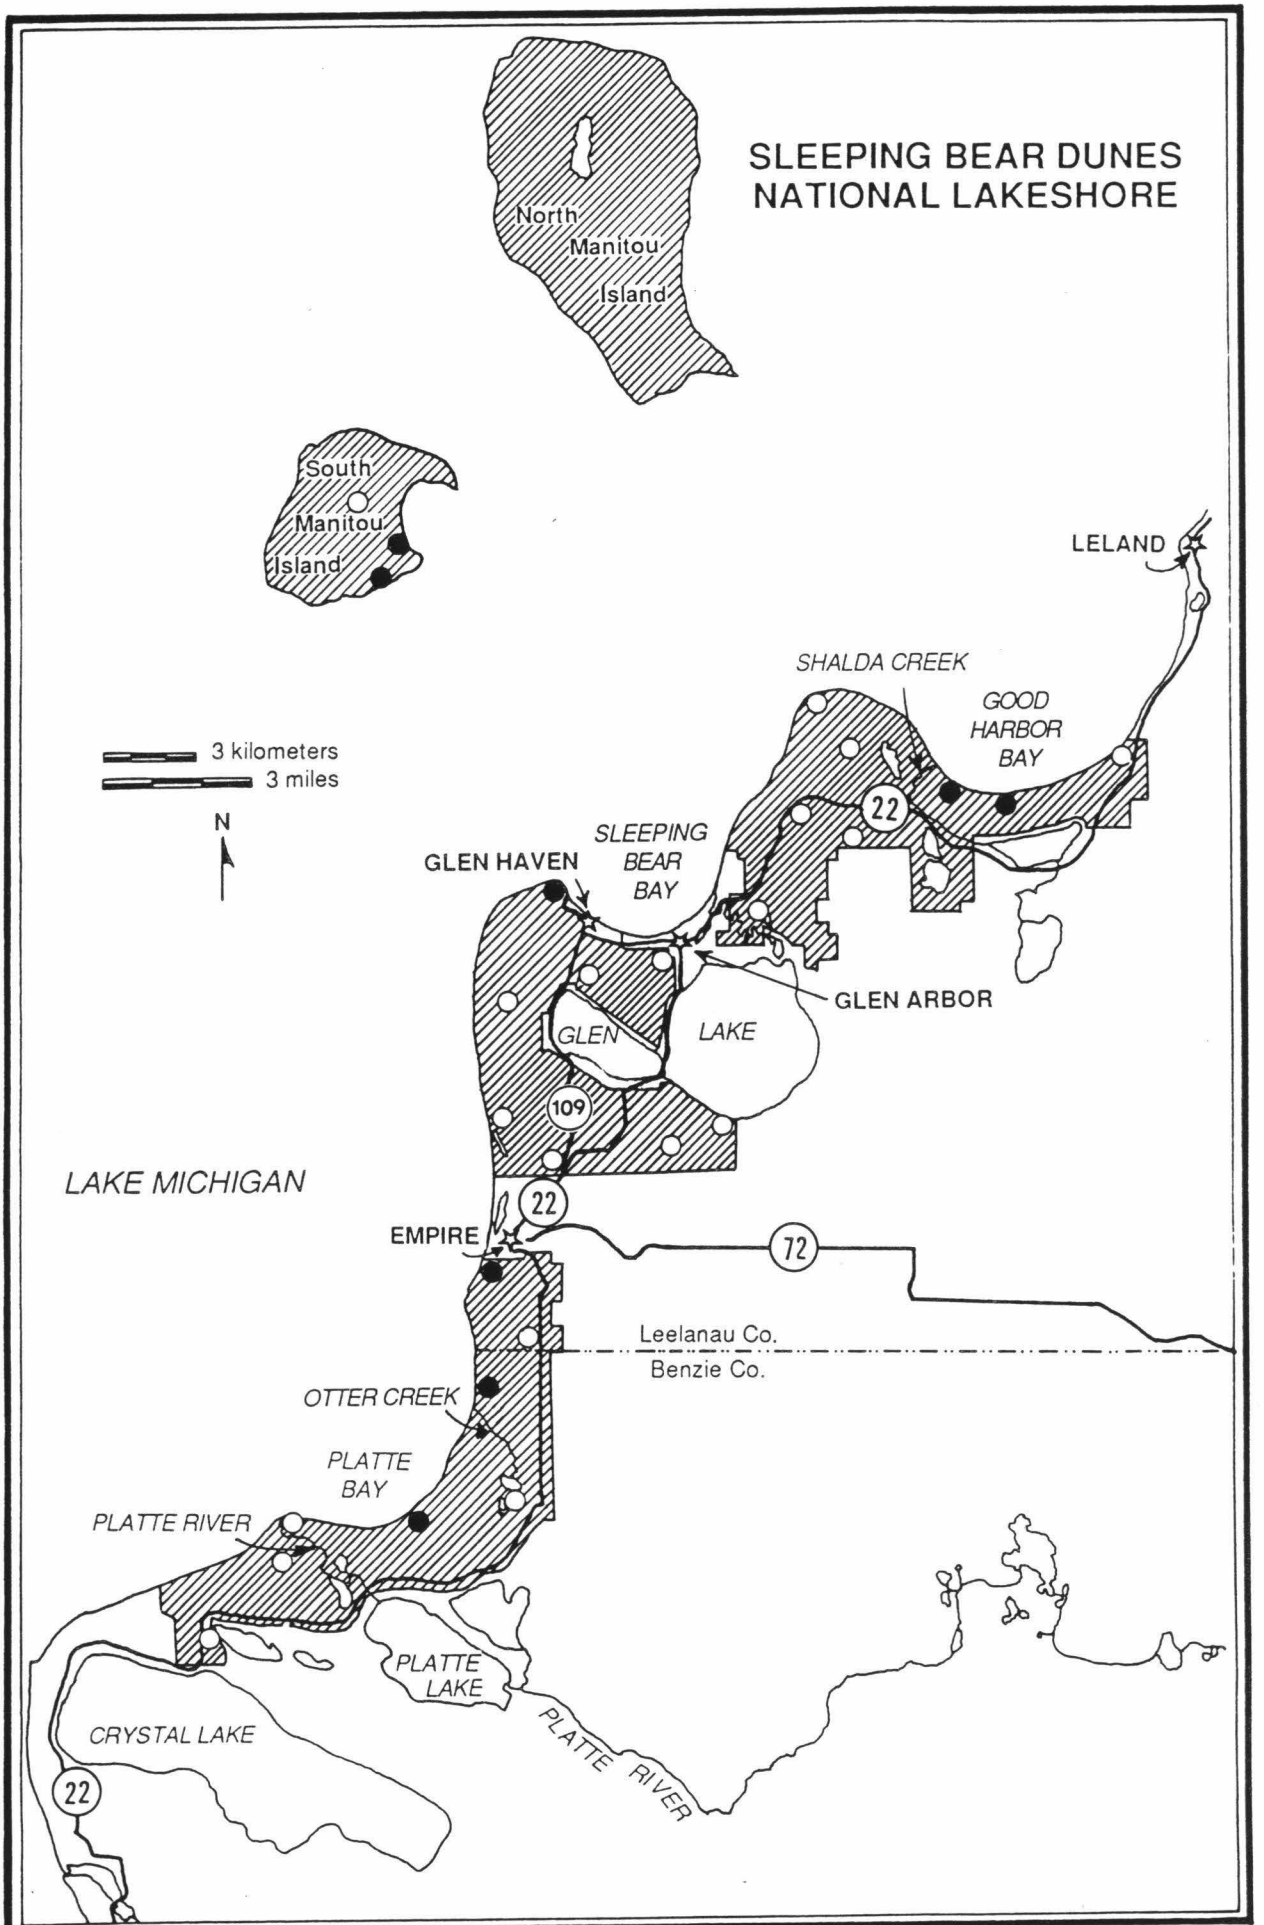 SLEEPING BEAR DUNES
NATIONAL LAKESHORE
North
Manitou
Island
South
Manitou
Island
LELAND
SHALDA CREEK
GOOD
HARBOR
BAY
3 kilometers
3 miles
N
22
SLEEPING
BEAR
BAY
GLEN HAVEN
GLEN ARBOR
GLEN
LAKE
109
LAKE MICHIGAN
22
EMPIRE
72
Leelanau Co.
Benzie Co.
OTTER CREEK
PLATTE
BAY
PLATTE RIVER
PLATTE
LAKE
CRYSTAL LAKE
PLATTE RIVER
22